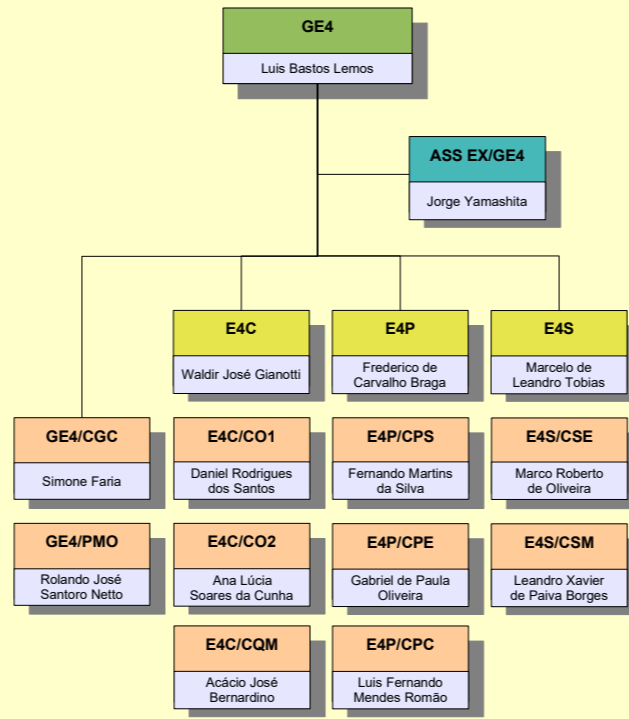 GE4
Luis Bastos Lemos
ASS EX/GE4
Jorge Yamashita
E4C
Waldir José Gianotti
E4P
Frederico de
Carvalho Braga
E4S
Marcelo de
Leandro Tobias
GE4/CGC
Simone Faria
E4C/CO1
Daniel Rodrigues
dos Santos
E4P/CPS
Fernando Martins
da Silva
E4S/CSE
Marco Roberto
de Oliveira
GE4/PMO
Rolando José
Santoro Netto
E4C/CO2
Ana Lúcia
Soares da Cunha
E4P/CPE
Gabriel de Paula
Oliveira
E4S/CSM
Leandro Xavier
de Paiva Borges
E4C/CQM
Acácio José
Bernardino
E4P/CPC
Luis Fernando
Mendes Romão